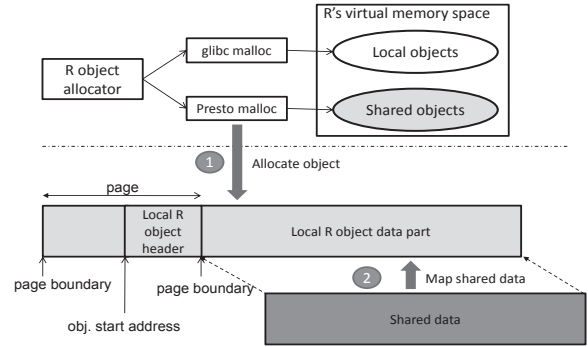 R's virtual memory space
glibc malloc
Local objects
R object
allocator
Presto malloc
Shared objects
1
Allocate object
page
Local R
object
header
Local R object data part
page boundary
page boundary
2
Map shared data
obj. start address
Shared data